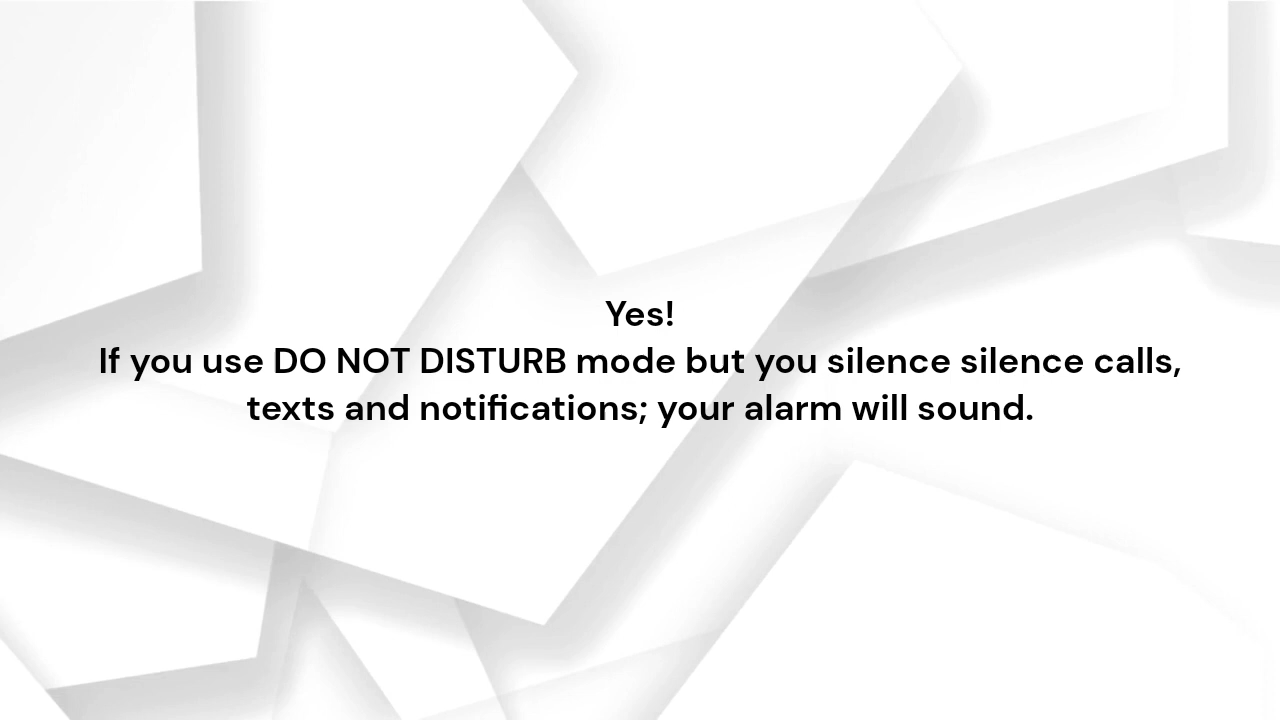 Yes!
If you use DO NOT DISTURB mode but you silence silence calls,
texts and notifications; your alarm will sound.